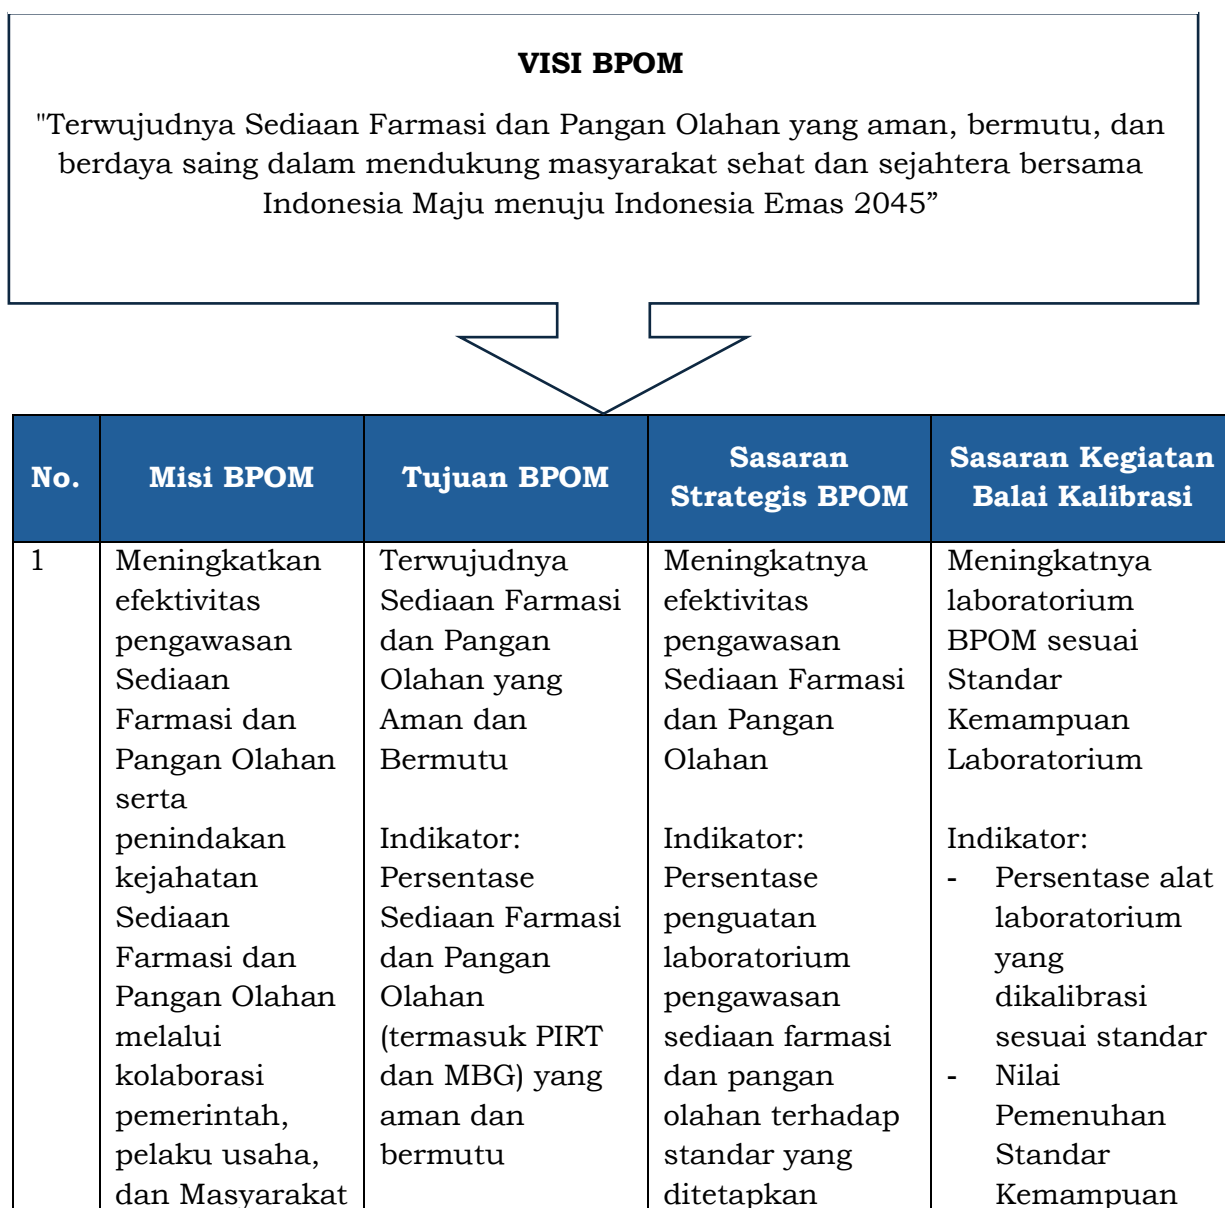 VISI BPOM
"Terwujudnya Sediaan Farmasi dan Pangan Olahan yang aman, bermutu, dan
berdaya saing dalam mendukung masyarakat sehat dan sejahtera bersama
Indonesia Maju menuju Indonesia Emas 2045”
No.
Misi BPOM
Tujuan BPOM
Sasaran
Strategis BPOM
Sasaran Kegiatan
Balai Kalibrasi
1
Meningkatkan
efektivitas
pengawasan
Sediaan
Farmasi dan
Pangan Olahan
serta
penindakan
kejahatan
Sediaan
Farmasi dan
Pangan Olahan
melalui
kolaborasi
pemerintah,
pelaku usaha,
dan Masyarakat
Terwujudnya
Sediaan Farmasi
dan Pangan
Olahan yang
Aman dan
Bermutu
Indikator:
Persentase
Sediaan Farmasi
dan Pangan
Olahan
(termasuk PIRT
dan MBG) yang
aman dan
bermutu
Meningkatnya
efektivitas
pengawasan
Sediaan Farmasi
dan Pangan
Olahan
Indikator:
Persentase
penguatan
laboratorium
pengawasan
sediaan farmasi
dan pangan
olahan terhadap
standar yang
ditetapkan
Meningkatnya
laboratorium
BPOM sesuai
Standar
Kemampuan
Laboratorium
Indikator:
- Persentase alat
laboratorium
yang
dikalibrasi
sesuai standar
- Nilai
Pemenuhan
Standar
Kemampuan